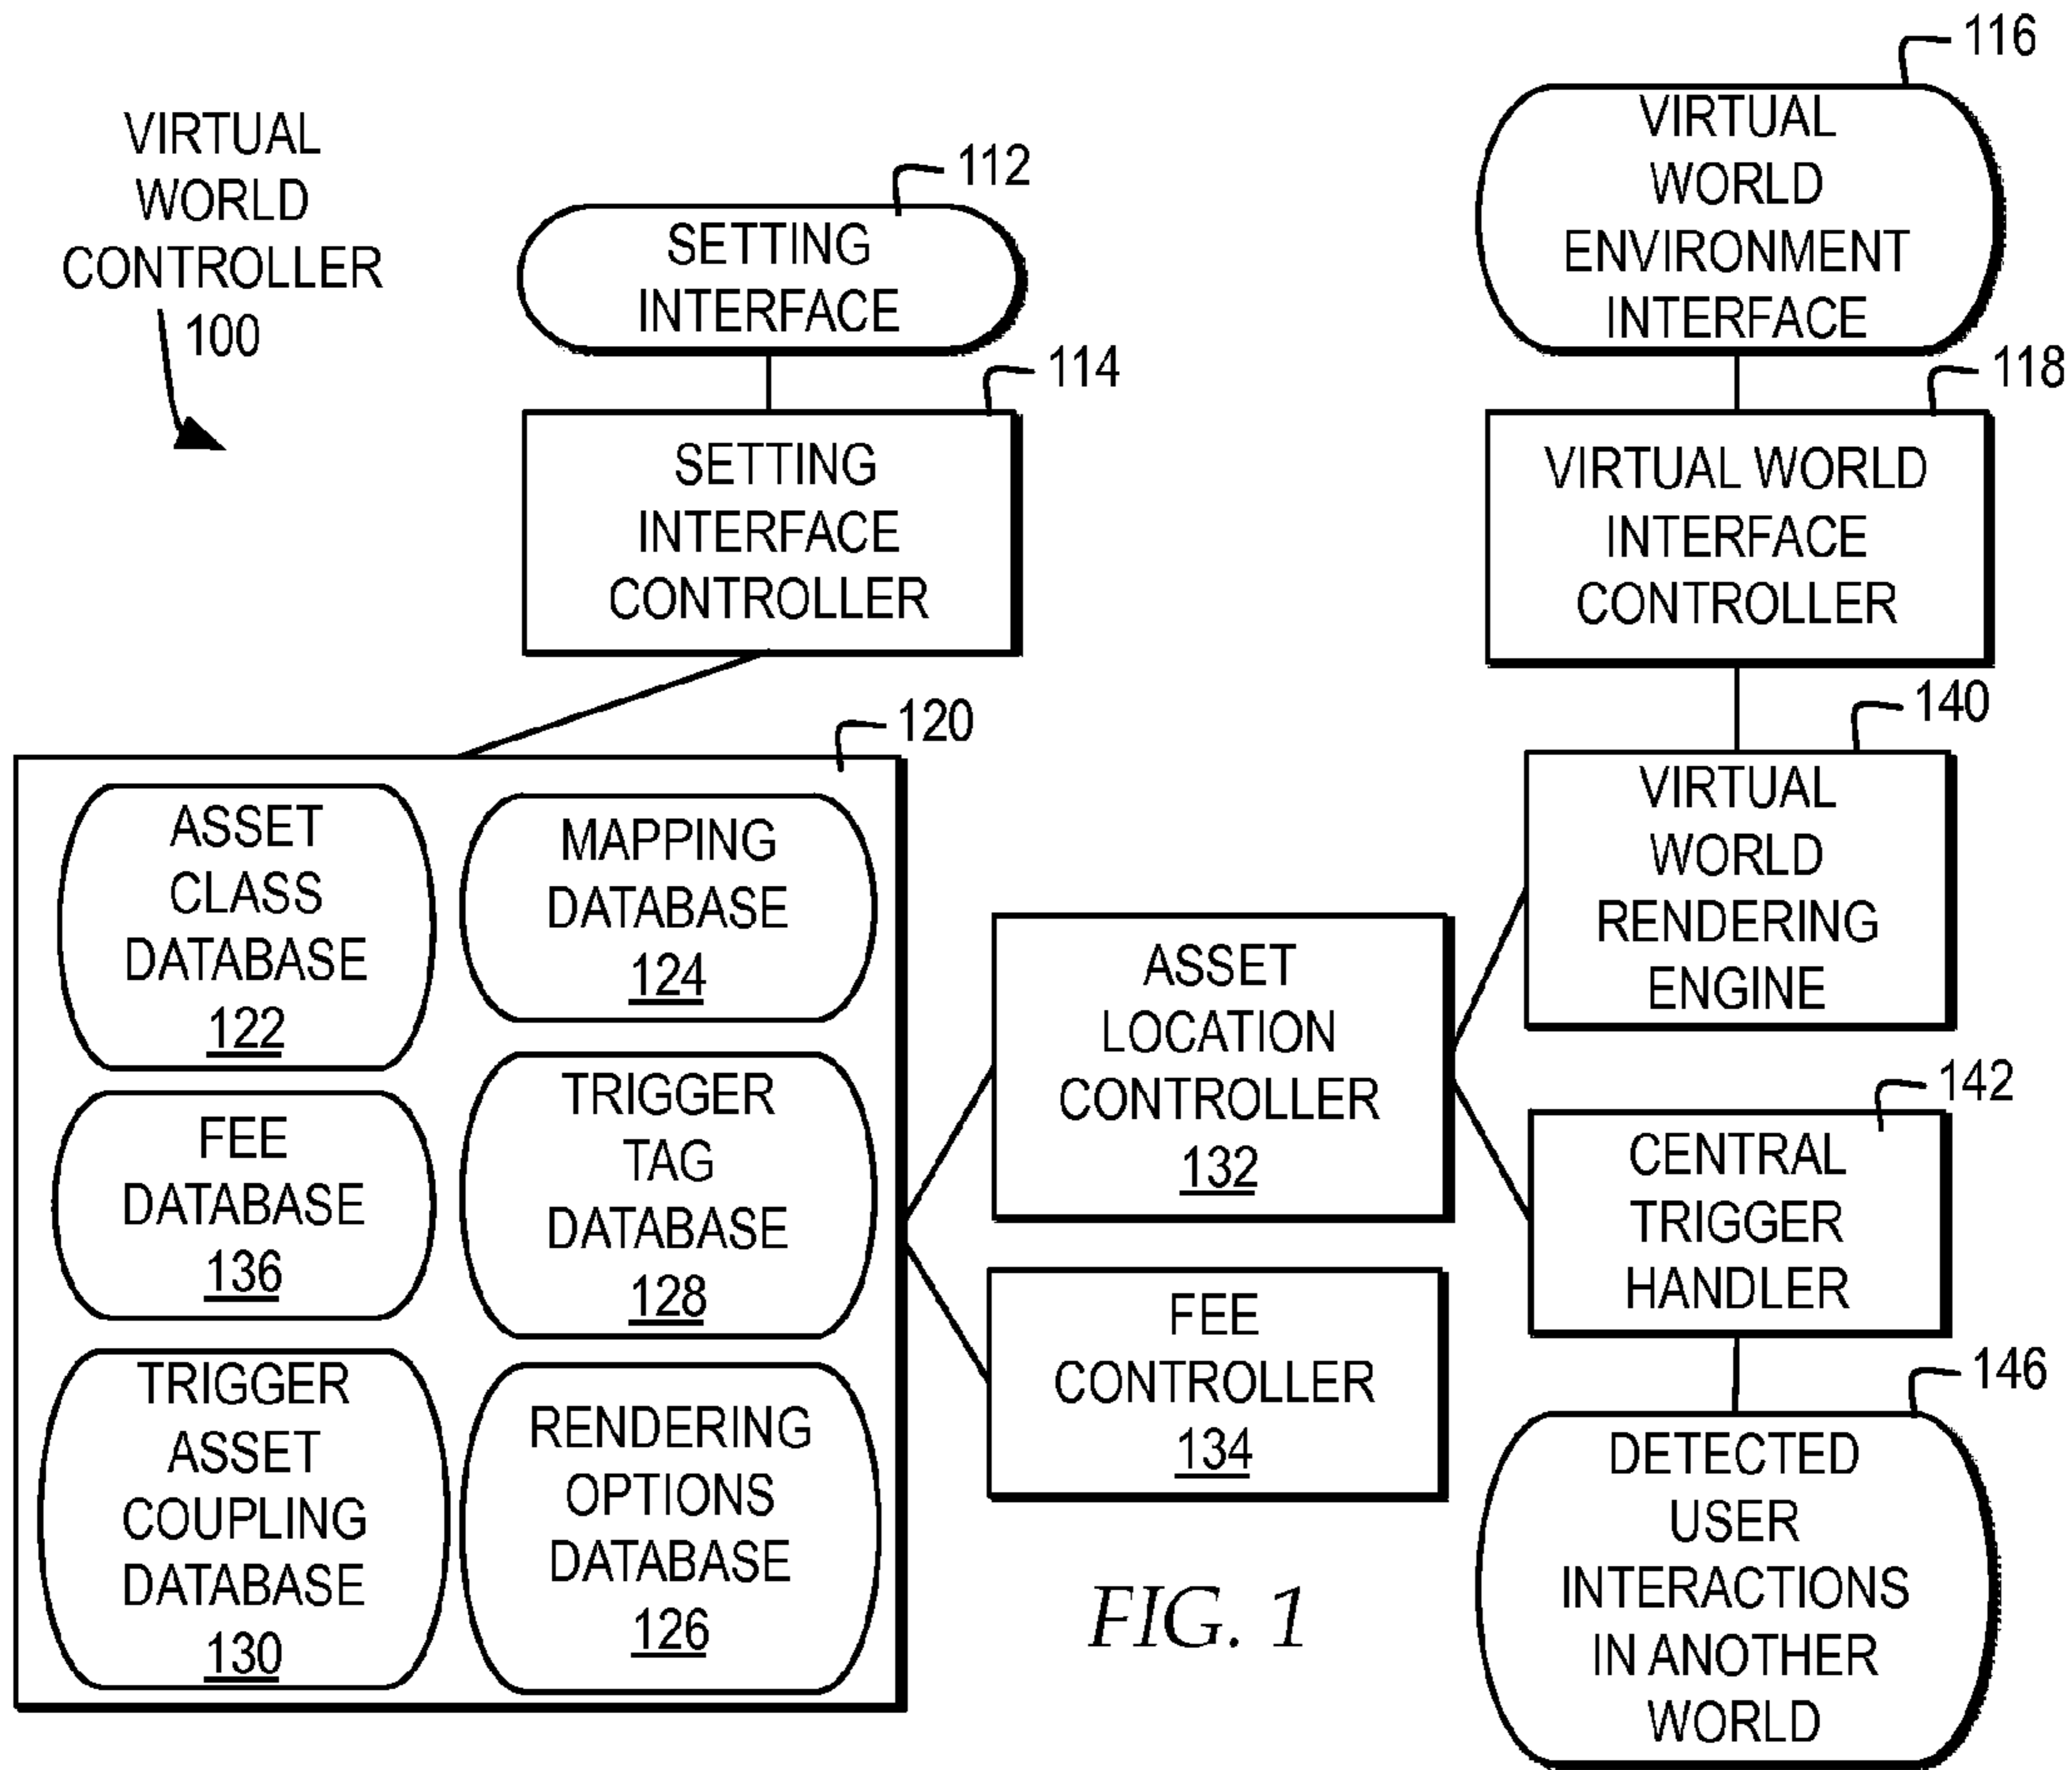 VIRTUAL
WORLD
CONTROLLER
100
112
SETTING
INTERFACE
114
SETTING
INTERFACE
CONTROLLER
116
VIRTUAL
WORLD
ENVIRONMENT
INTERFACE
118
VIRTUAL WORLD
INTERFACE
CONTROLLER
120
ASSET
CLASS
DATABASE
122
MAPPING
DATABASE
124
FEE
DATABASE
136
TRIGGER
TAG
DATABASE
128
TRIGGER
ASSET
COUPLING
DATABASE
130
RENDERING
OPTIONS
DATABASE
126
ASSET
LOCATION
CONTROLLER
132
FEE
CONTROLLER
134
140
VIRTUAL
WORLD
RENDERING
ENGINE
142
CENTRAL
TRIGGER
HANDLER
146
DETECTED
USER
INTERACTIONS
IN ANOTHER
WORLD
FIG. 1